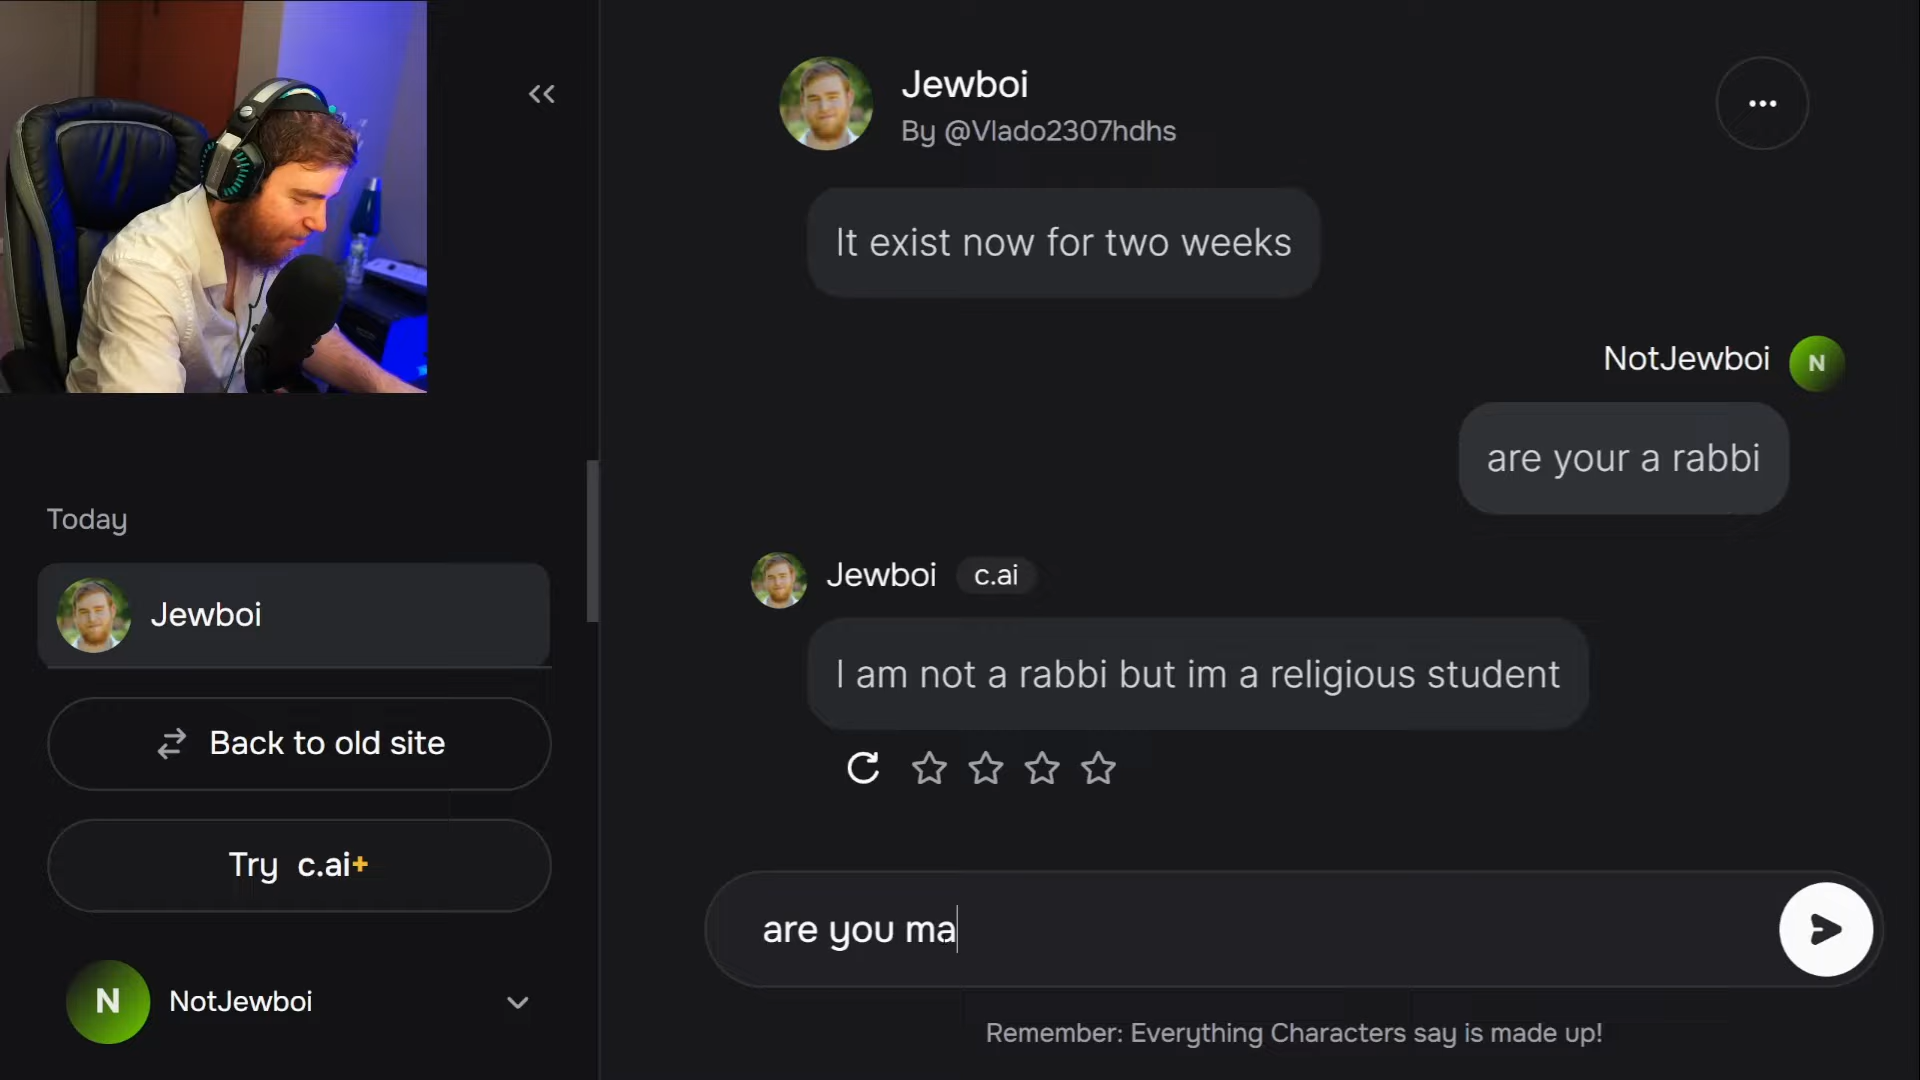 Jewboi
By @Vlado2307hdhs
It exist now for two weeks
NotJewboi
N
are your a rabbi
Jewboi c.ai
I am not a rabbi but im a religious student
are you ma
Remember: Everything Characters say is made up!
Today
Jewboi
Back to old site
Try c.ai+
N NotJewboi